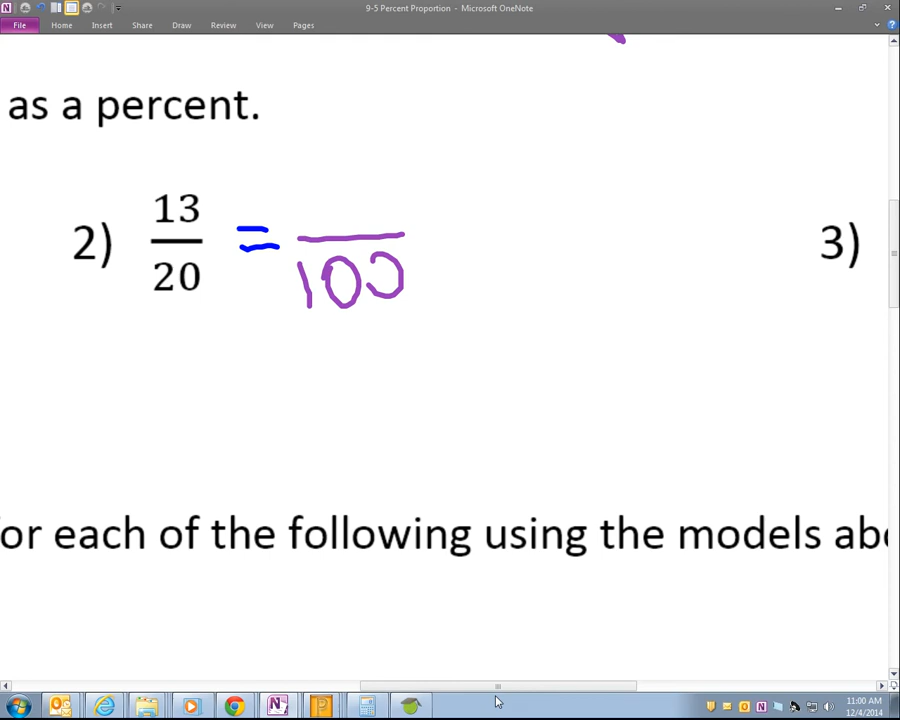 9-5 Percent Proportion - Microsoft OneNote
File Home Insert Share Draw Review View Pages
as a percent.
2) 13/20 = /100
3)
or each of the following using the models abo
11:00 AM
12/4/2014